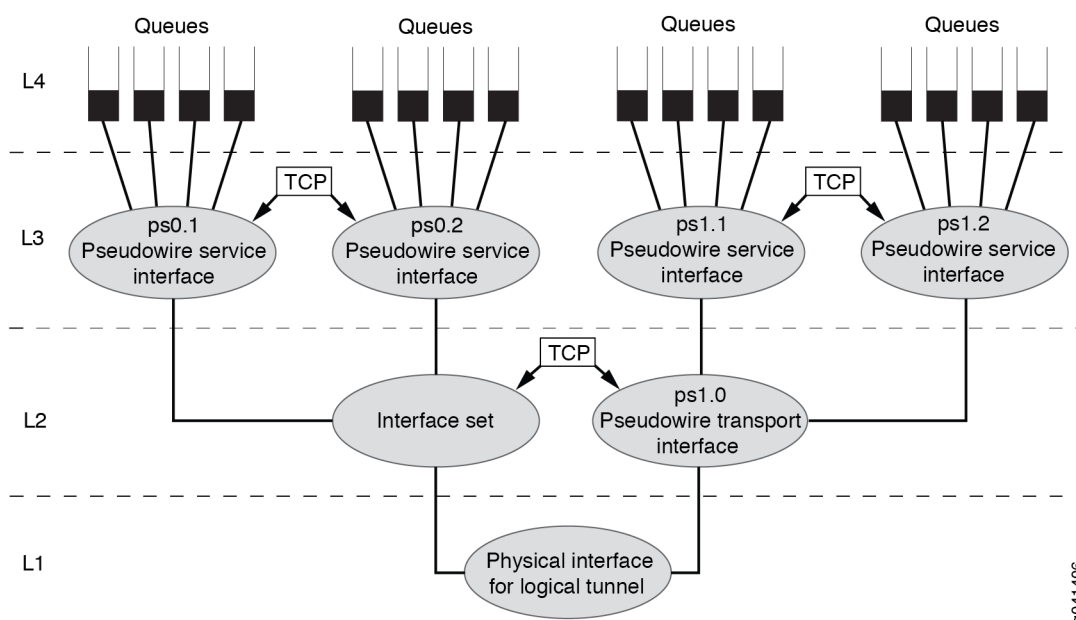 Queues
Queues
Queues
Queues
L4
TCP
TCP
L3
ps0.1
Pseudowire service
interface
ps0.2
Pseudowire service
interface
ps1.1
Pseudowire service
interface
ps1.2
Pseudowire service
interface
TCP
L2
Interface set
ps1.0
Pseudowire transport
interface
L1
Physical interface
for logical tunnel